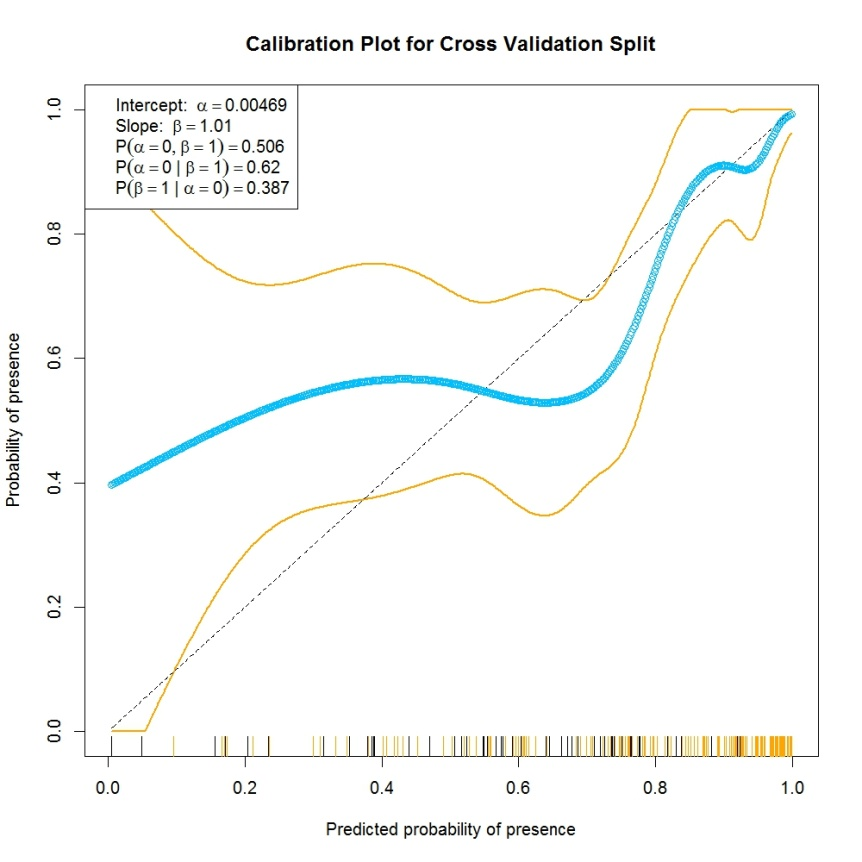 Calibration Plot for Cross Validation Split
Intercept: α = 0.00469
Slope: β = 1.01
P(α = 0, β = 1) = 0.506
P(α = 0 | β = 1) = 0.62
P(β = 1 | α = 0) = 0.387
Probability of presence
1.0
0.8
0.6
0.4
0.2
0.0
0.0 0.2 0.4 0.6 0.8 1.0
Predicted probability of presence